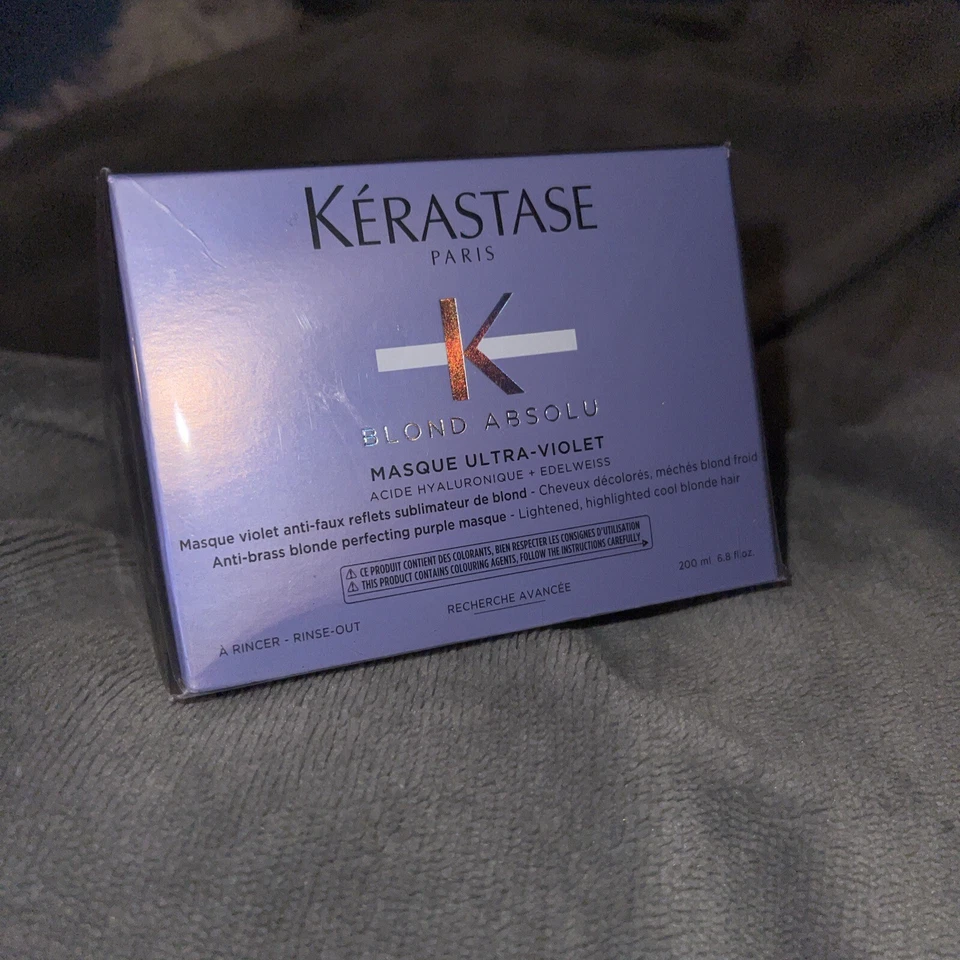 KÉRASTASE
PARIS
K
BLOND ABSOLU
MASQUE ULTRA-VIOLET
ACIDE HYALURONIQUE + EDELWEISS
Masque violet anti-faux reflets sublimateur de blond - Cheveux décolorés, méchés blond froid
Anti-brass blonde perfecting purple masque - Lightened, highlighted cool blonde hair
⚠ CE PRODUIT CONTIENT DES COLORANTS, BIEN RESPECTER LES CONSIGNES D'UTILISATION
⚠ THIS PRODUCT CONTAINS COLOURING AGENTS, FOLLOW THE INSTRUCTIONS CAREFULLY
200 ml 6.8 fl oz.
RECHERCHE AVANCÉE
À RINCER - RINSE-OUT